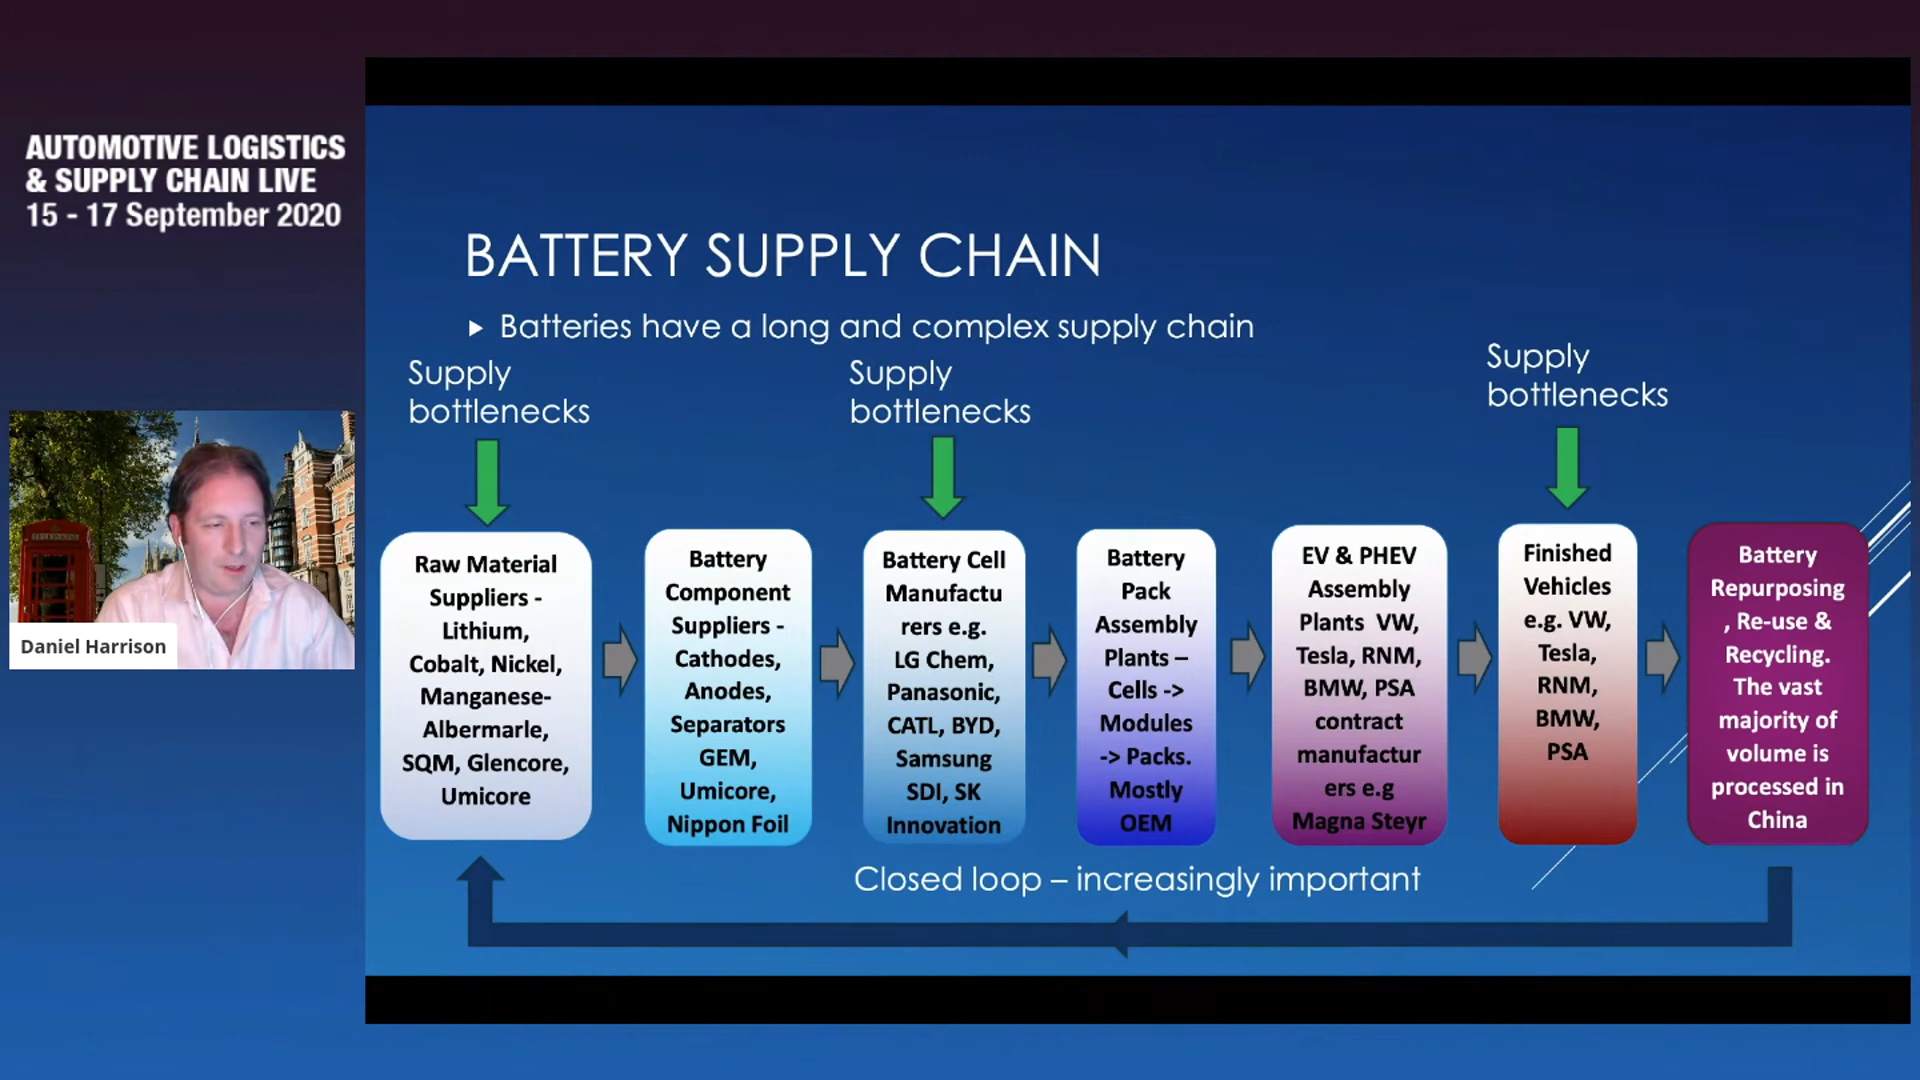 AUTOMOTIVE LOGISTICS
& SUPPLY CHAIN LIVE
15 - 17 September 2020
Daniel Harrison
BATTERY SUPPLY CHAIN
Batteries have a long and complex supply chain
Supply
bottlenecks
Supply
bottlenecks
Supply
bottlenecks
Raw Material
Suppliers -
Lithium,
Cobalt, Nickel,
Manganese-
Albermarle,
SQM, Glencore,
Umicore
Battery
Component
Suppliers -
Cathodes,
Anodes,
Separators
GEM,
Umicore,
Nippon Foil
Battery Cell
Manufactu
rers e.g.
LG Chem,
Panasonic,
CATL, BYD,
Samsung
SDI, SK
Innovation
Battery
Pack
Assembly
Plants –
Cells ->
Modules
-> Packs.
Mostly
OEM
EV & PHEV
Assembly
Plants VW,
Tesla, RNM,
BMW, PSA
contract
manufactur
ers e.g
Magna Steyr
Finished
Vehicles
e.g. VW,
Tesla,
RNM,
BMW,
PSA
Battery
Repurposing
, Re-use &
Recycling.
The vast
majority of
volume is
processed in
China
Closed loop – increasingly important